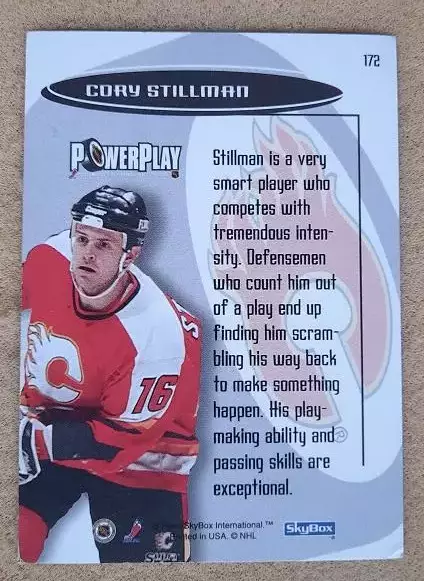 172
CORY STILLMAN
POWERPLAY
Stillman is a very
smart player who
competes with
tremendous inten-
sity. Defensemen
who count him out
of a play end up
finding him scram-
bling his way back
to make something
happen. His play-
making ability and
passing skills are
exceptional.
16
SkyBox International.™
Printed in USA. © NHL
SkyBox